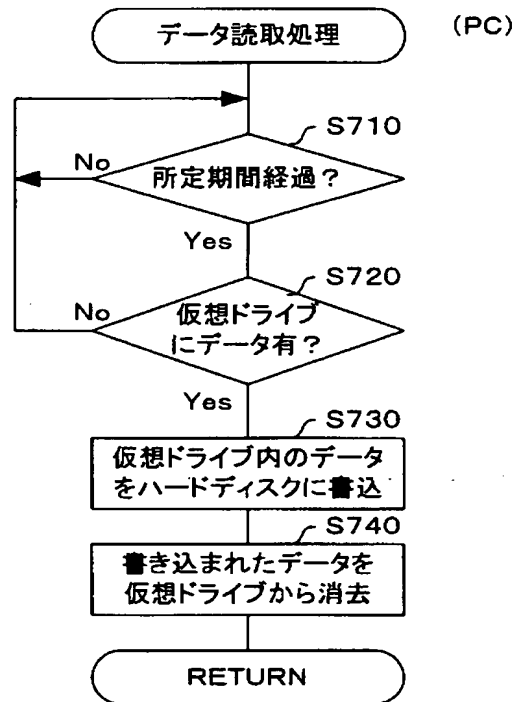 データ読取処理
(PC)
S710
No
所定期間経過？
Yes
S720
No
仮想ドライブ
にデータ有？
Yes
S730
仮想ドライブ内のデータ
をハードディスクに書込
S740
書き込まれたデータを
仮想ドライブから消去
RETURN